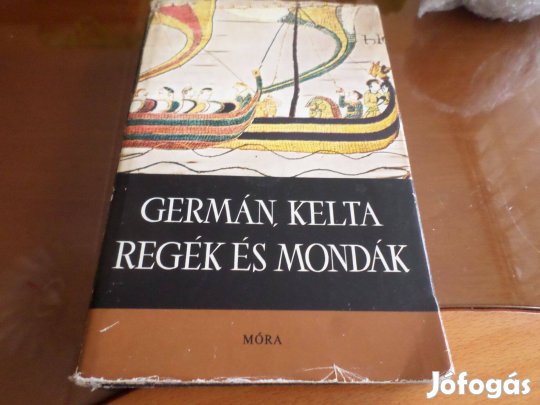 GERMÁN, KELTA
REGÉK ÉS MONDÁK
MÓRA
Jófogás